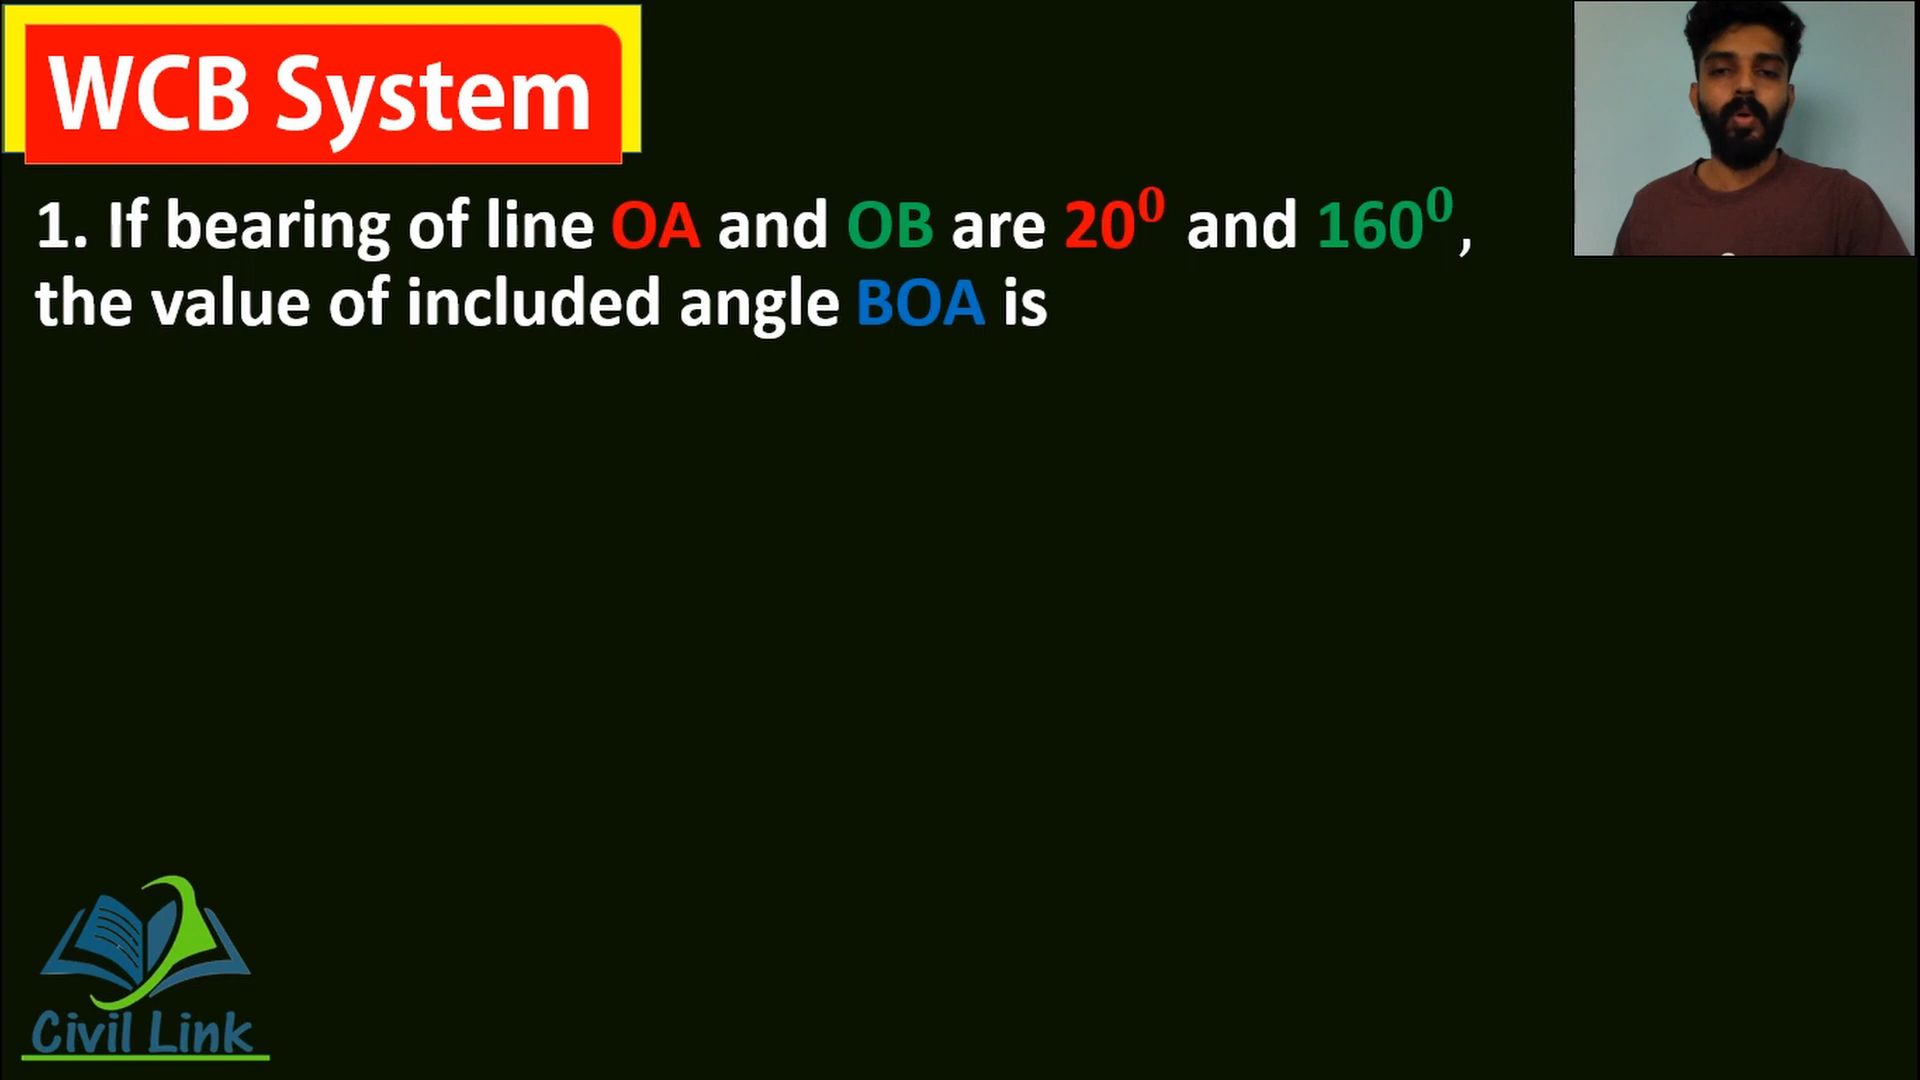 WCB System
1. If bearing of line OA and OB are 20⁰ and 160⁰,
the value of included angle BOA is
Civil Link